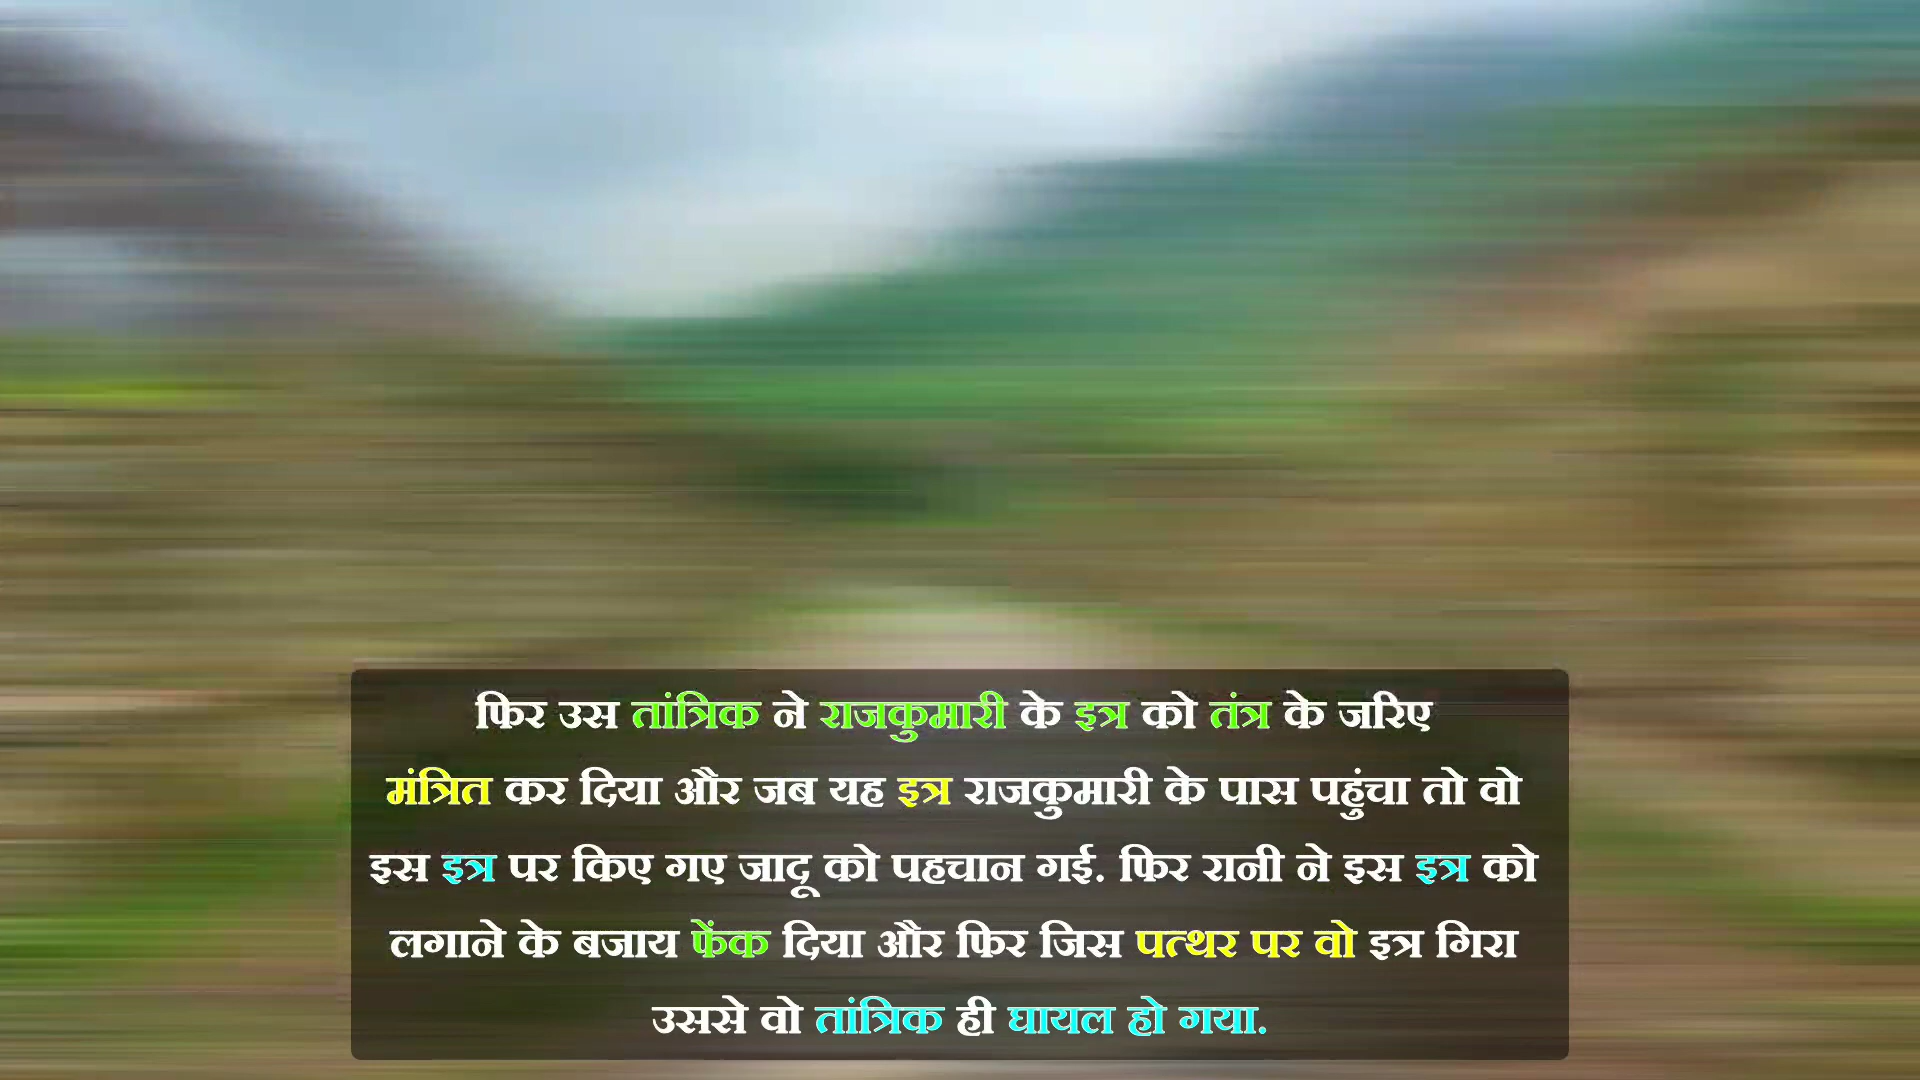 फिर उस तांत्रिक ने राजकुमारी के इत्र को तंत्र के जरिए
मंत्रित कर दिया और जब यह इत्र राजकुमारी के पास पहुंचा तो वो
इस इत्र पर किए गए जादू को पहचान गई. फिर रानी ने इस इत्र को
लगाने के बजाय फेंक दिया और फिर जिस पत्थर पर वो इत्र गिरा
उससे वो तांत्रिक ही घायल हो गया.